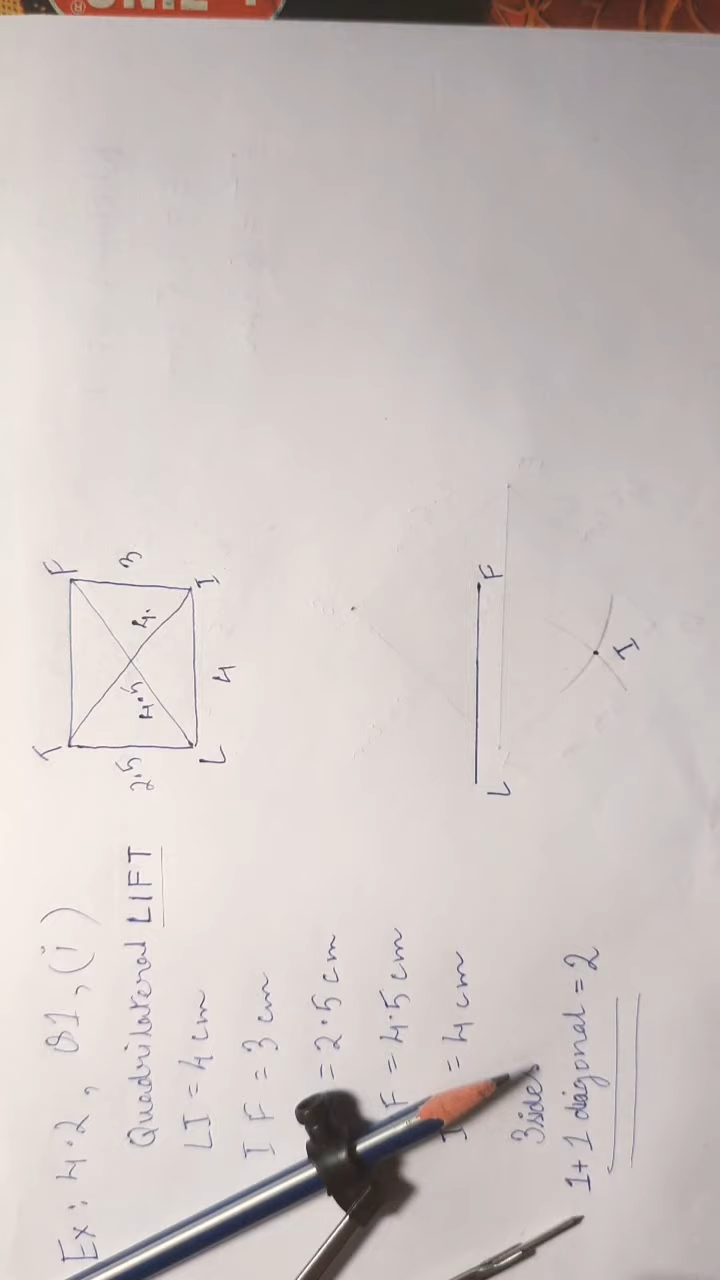 Ex: 4.2, Q1, (i)
Quadrilateral LIFT
LI = 4 cm
IF = 3 cm
= 2.5 cm
F = 4.5 cm
I = 4 cm
3 sides
1+1 diagonal = 2
T F
2.5 4.5 4. 3
L I
4
L F
I